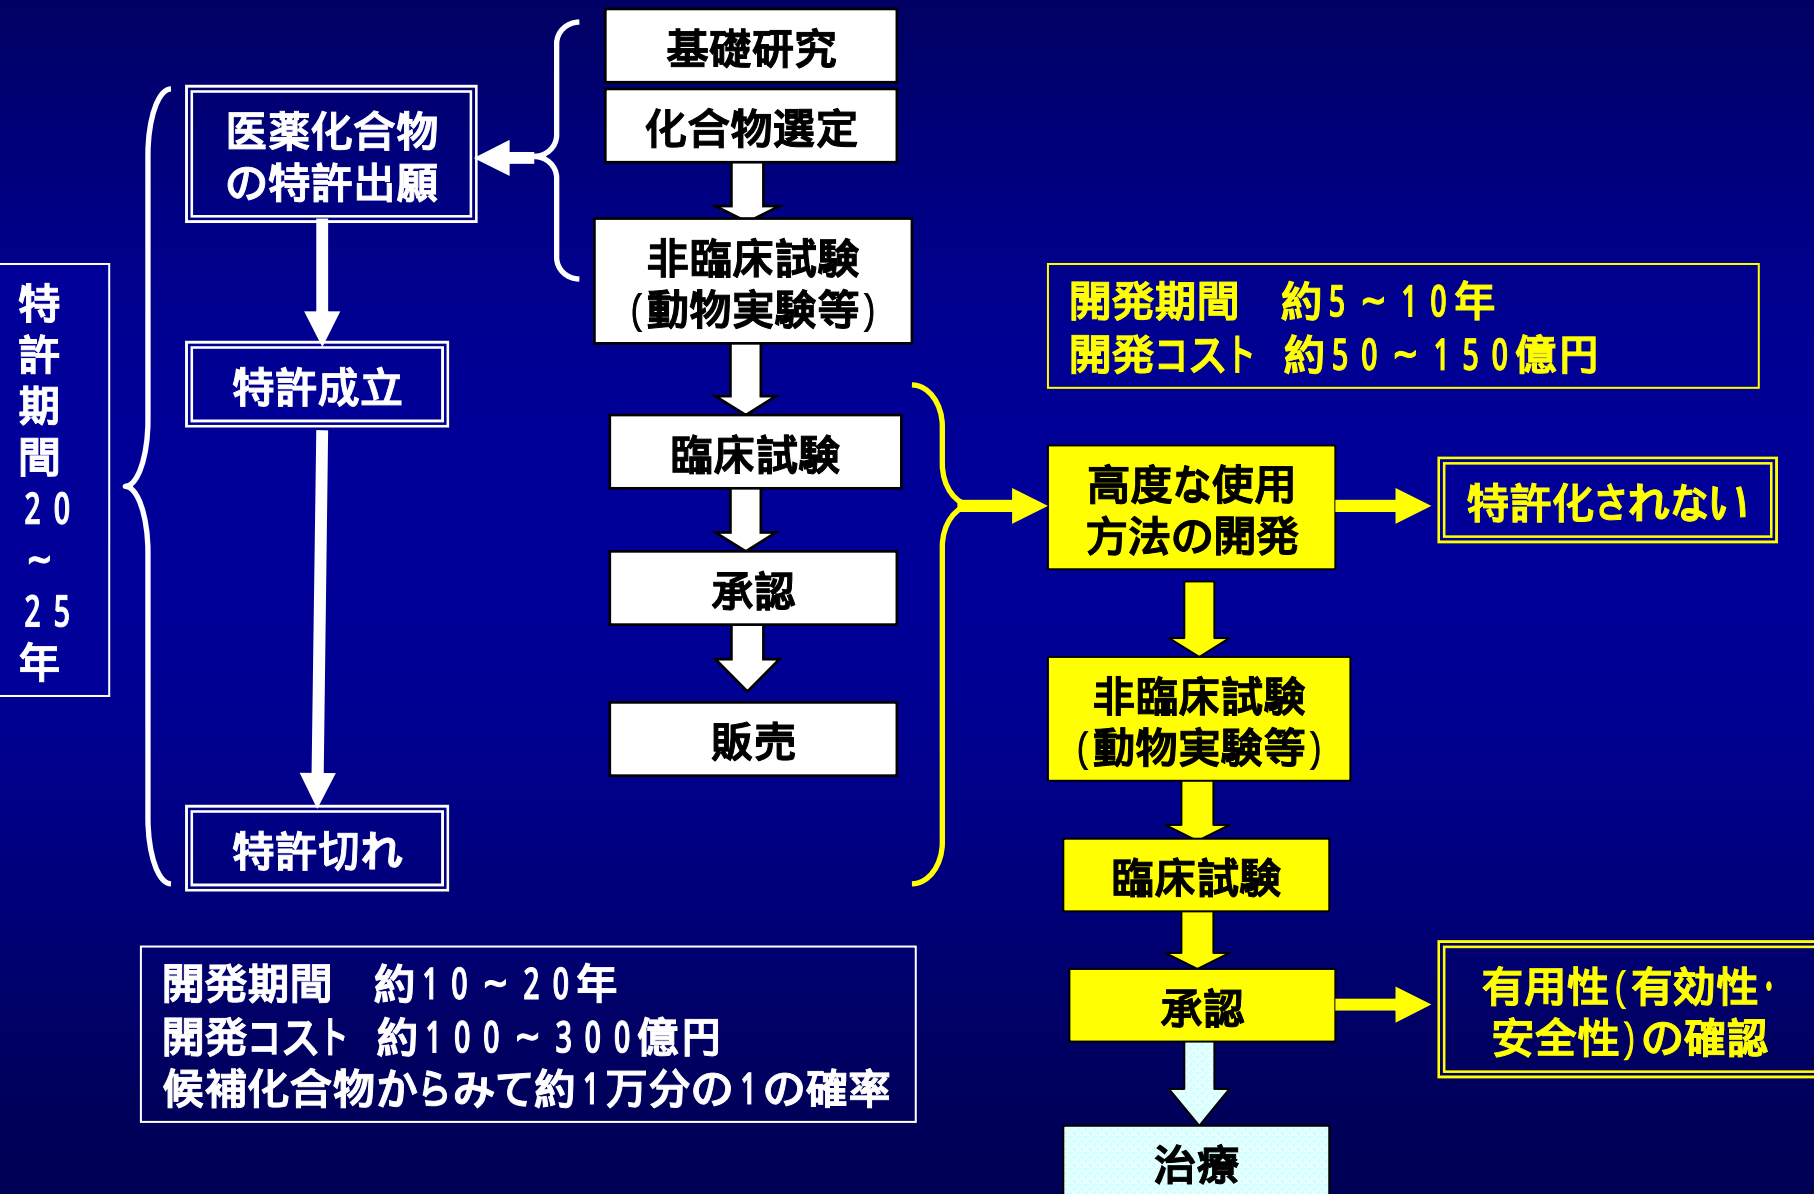 基礎研究
化合物選定
非臨床試験
(動物実験等)
臨床試験
承認
販売
医薬化合物
の特許出願
特許成立
特許切れ
特
許
期
間
20
~
25
年
開発期間 約10~20年
開発コスト 約100~300億円
候補化合物からみて約1万分の1の確率
開発期間 約5~10年
開発コスト 約50~150億円
高度な使用
方法の開発
特許化されない
非臨床試験
(動物実験等)
臨床試験
承認
有用性(有効性・
安全性)の確認
治療